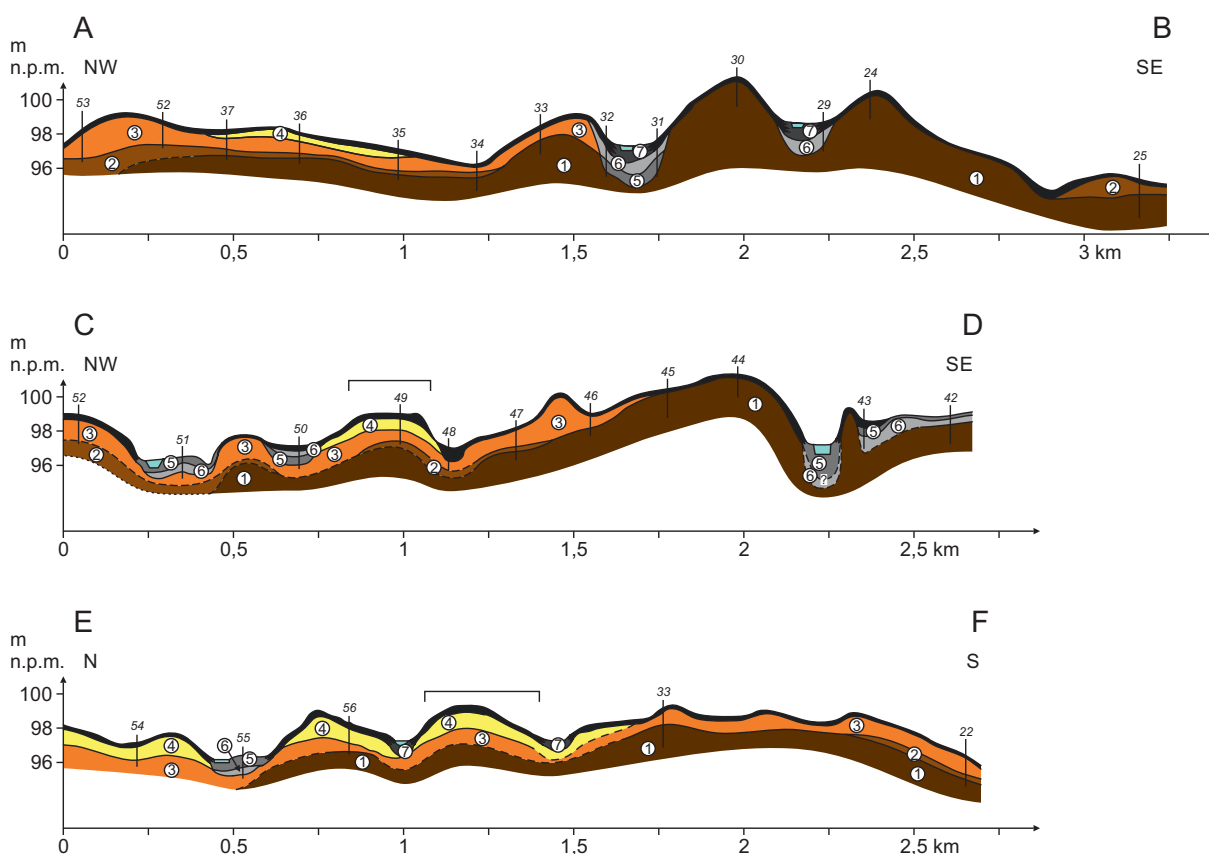 A B
m
n.p.m. NW SE
53 52 37 36 35 34 33 32 31 30 29 24 25
100
98
96
3 2 4 3 1 6 5 7 7 6 1 2
0 0,5 1 1,5 2 2,5 3 km
C D
m
n.p.m. NW SE
52 51 50 49 48 47 46 45 44 43 42
100
98
96
3 2 5 6 3 1 5 6 3 4 2 3 1 5 6 ? 5 6
0 0,5 1 1,5 2 2,5 km
E F
m
n.p.m. N S
54 55 56 33 22
100
98
96
4 3 6 5 4 1 7 4 3 7 1 3 2 1
0 0,5 1 1,5 2 2,5 km